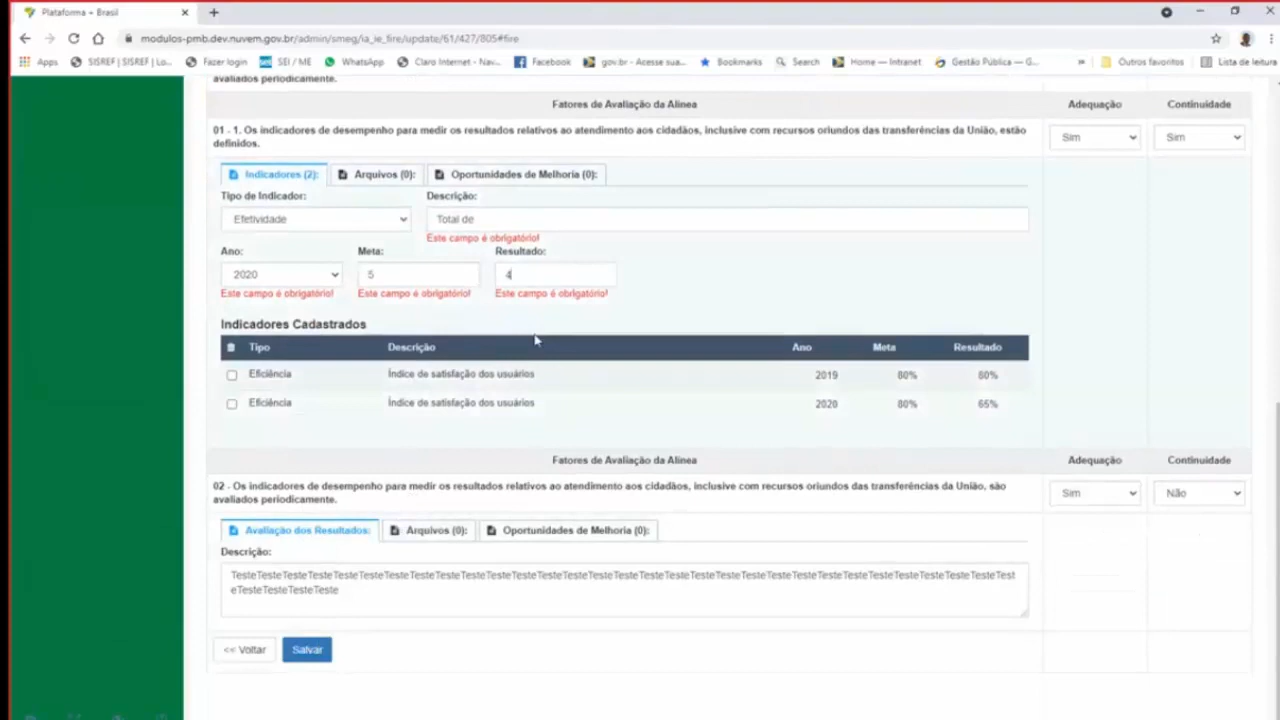 Plataforma + Brasil
modulos-pmb.dev.nuvem.gov.br/admin/smeg/ia_ie_fire/update/61/427/805#fire
Apps SISREF | SISREF | Lo... Fazer login SEI / ME WhatsApp Claro Internet - Nav... Facebook gov.br - Acesse sua... Bookmarks Search Home — Intranet Gestão Pública — G... » Outros favoritos Lista de leitura
avaliados periodicamente.
Fatores de Avaliação da Alínea Adequação Continuidade
01 - 1. Os indicadores de desempenho para medir os resultados relativos ao atendimento aos cidadãos, inclusive com recursos oriundos das transferências da União, estão
definidos.
Sim Sim
Indicadores (2): Arquivos (0): Oportunidades de Melhoria (0):
Tipo de Indicador: Descrição:
Efetividade Total de
Este campo é obrigatório!
Ano: Meta: Resultado:
2020 5 4
Este campo é obrigatório! Este campo é obrigatório! Este campo é obrigatório!
Indicadores Cadastrados
Tipo Descrição Ano Meta Resultado
Eficiência Índice de satisfação dos usuários 2019 80% 80%
Eficiência Índice de satisfação dos usuários 2020 80% 65%
Fatores de Avaliação da Alínea Adequação Continuidade
02 - Os indicadores de desempenho para medir os resultados relativos ao atendimento aos cidadãos, inclusive com recursos oriundos das transferências da União, são
avaliados periodicamente.
Sim Não
Avaliação dos Resultados: Arquivos (0): Oportunidades de Melhoria (0):
Descrição:
TesteTesteTesteTesteTesteTesteTesteTesteTesteTesteTesteTesteTesteTesteTesteTesteTesteTesteTesteTesteTesteTesteTesteTesteTesteTesteTesteTesteTesteTesteTest
eTesteTesteTesteTeste
<< Voltar Salvar